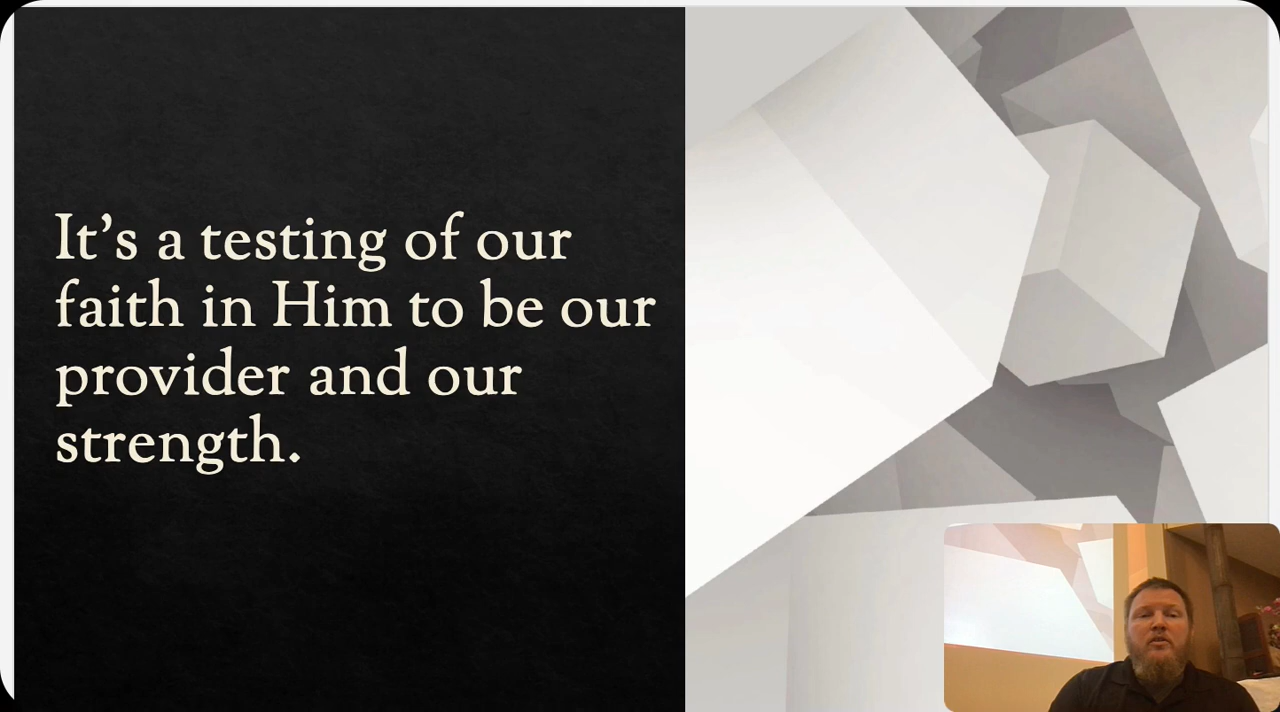 It’s a testing of our
faith in Him to be our
provider and our
strength.